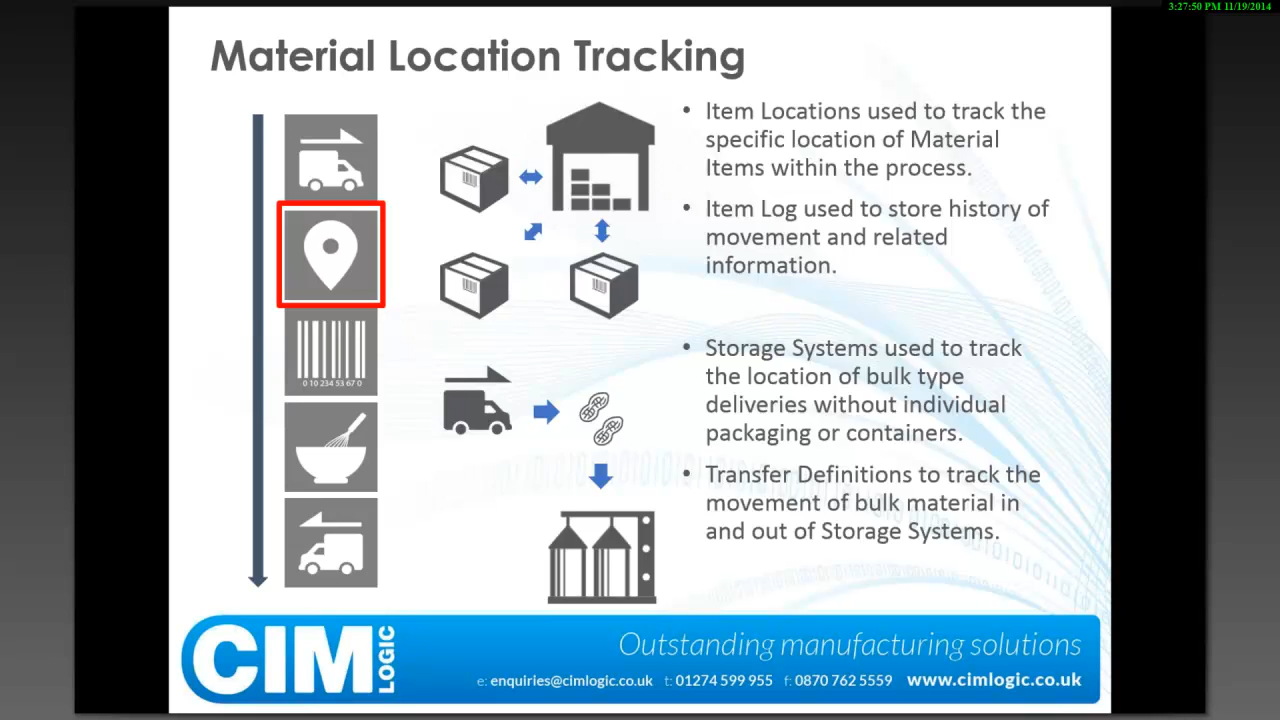 3:27:50 PM 11/19/2014
Material Location Tracking
• Item Locations used to track the
specific location of Material
Items within the process.
• Item Log used to store history of
movement and related
information.
0 10 234 53 67 0
• Storage Systems used to track
the location of bulk type
deliveries without individual
packaging or containers.
• Transfer Definitions to track the
movement of bulk material in
and out of Storage Systems.
CIM LOGIC
Outstanding manufacturing solutions
e: enquiries@cimlogic.co.uk t: 01274 599 955 f: 0870 762 5559 www.cimlogic.co.uk